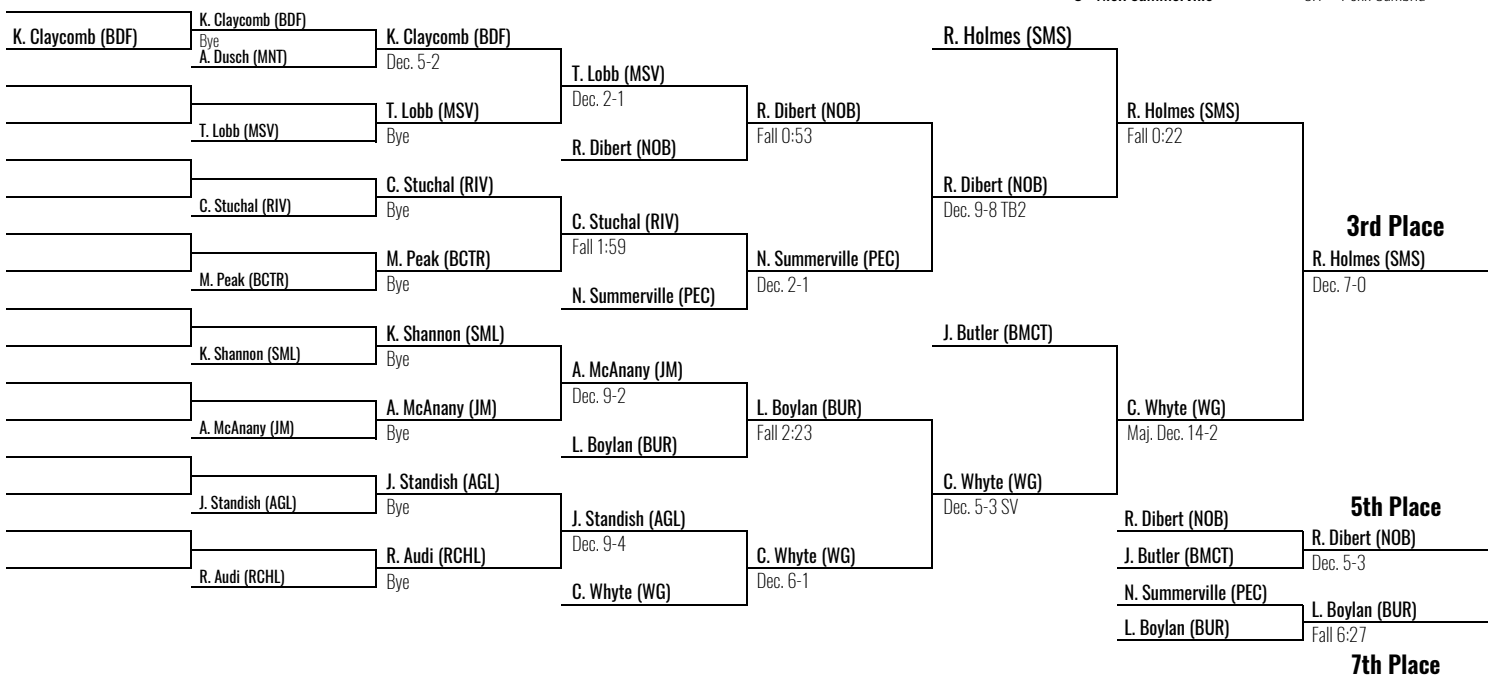 Nick Summerville
Penn Cambria
K. Claycomb (BDF)
K. Claycomb (BDF)
Bye
A. Dusch (MNT)
T. Lobb (MSV)
C. Stuchal (RIV)
M. Peak (BCTR)
K. Shannon (SML)
A. McAnany (JM)
J. Standish (AGL)
R. Audi (RCHL)
K. Claycomb (BDF)
Dec. 5-2
T. Lobb (MSV)
Bye
C. Stuchal (RIV)
Bye
M. Peak (BCTR)
Bye
K. Shannon (SML)
Bye
A. McAnany (JM)
Bye
J. Standish (AGL)
Bye
R. Audi (RCHL)
Bye
T. Lobb (MSV)
Dec. 2-1
R. Dibert (NOB)
C. Stuchal (RIV)
Fall 1:59
N. Summerville (PEC)
A. McAnany (JM)
Dec. 9-2
L. Boylan (BUR)
J. Standish (AGL)
Dec. 9-4
C. Whyte (WG)
R. Dibert (NOB)
Fall 0:53
N. Summerville (PEC)
Dec. 2-1
L. Boylan (BUR)
Fall 2:23
C. Whyte (WG)
Dec. 6-1
R. Holmes (SMS)
R. Dibert (NOB)
Dec. 9-8 TB2
J. Butler (BMCT)
C. Whyte (WG)
Dec. 5-3 SV
R. Holmes (SMS)
Fall 0:22
C. Whyte (WG)
Maj. Dec. 14-2
3rd Place
R. Holmes (SMS)
Dec. 7-0
5th Place
R. Dibert (NOB)
J. Butler (BMCT)
R. Dibert (NOB)
Dec. 5-3
N. Summerville (PEC)
L. Boylan (BUR)
L. Boylan (BUR)
Fall 6:27
7th Place